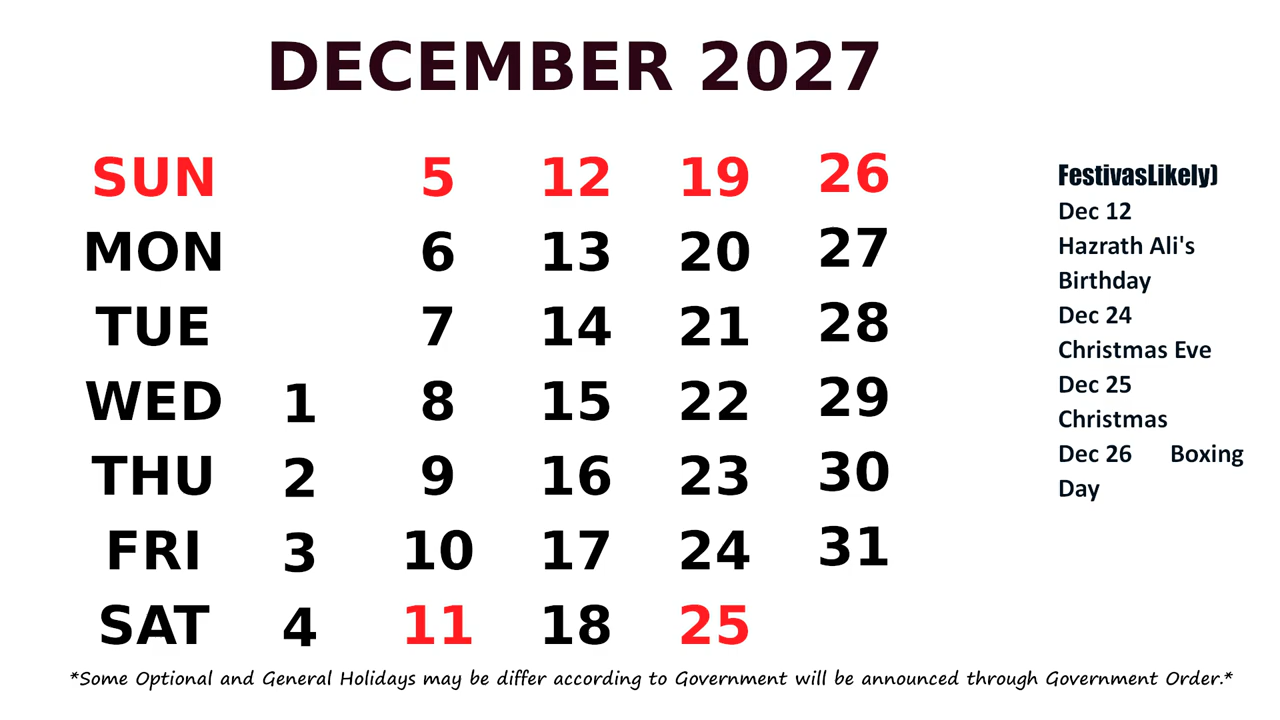 DECEMBER 2027
SUN 5 12 19 26
MON 6 13 20 27
TUE 7 14 21 28
WED 1 8 15 22 29
THU 2 9 16 23 30
FRI 3 10 17 24 31
SAT 4 11 18 25
FestivasLikely)
Dec 12
Hazrath Ali's
Birthday
Dec 24
Christmas Eve
Dec 25
Christmas
Dec 26 Boxing
Day
*Some Optional and General Holidays may be differ according to Government will be announced through Government Order.*